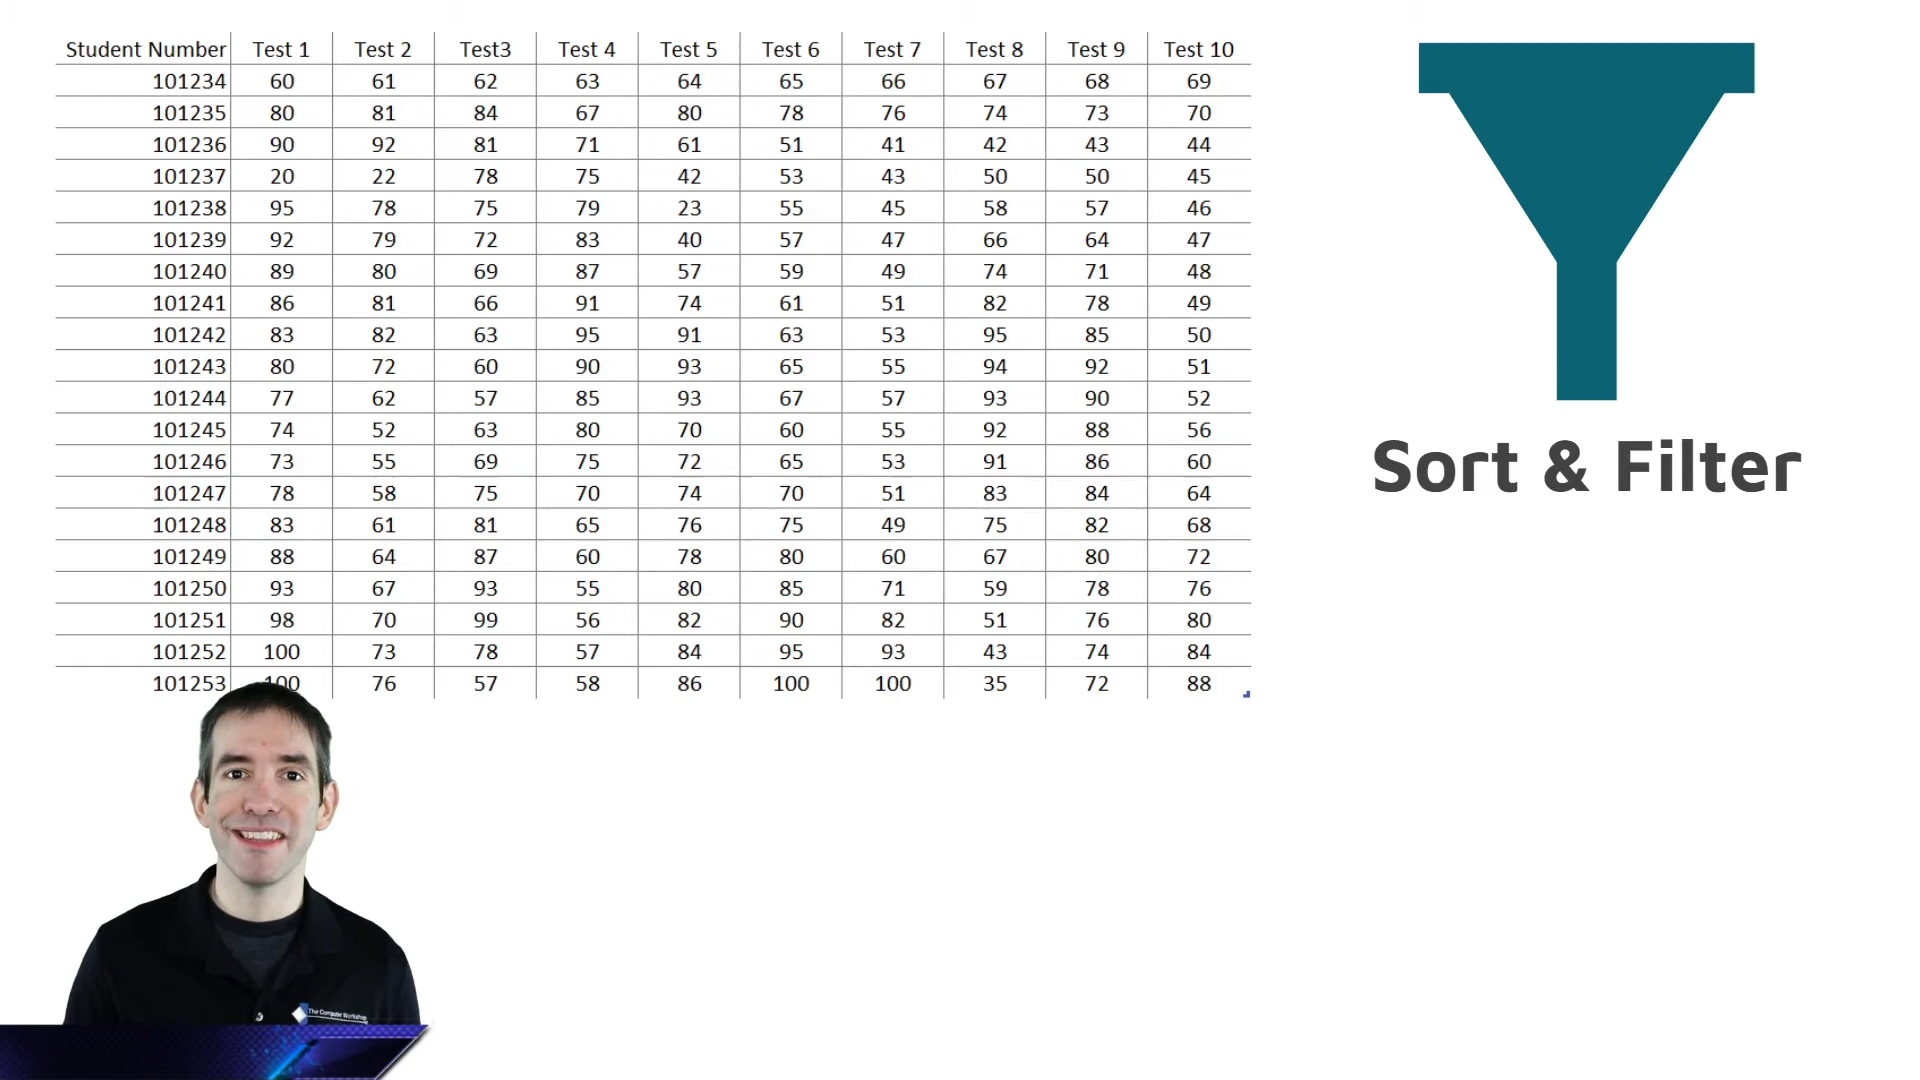 Student Number Test 1 Test 2 Test3 Test 4 Test 5 Test 6 Test 7 Test 8 Test 9 Test 10
101234 60 61 62 63 64 65 66 67 68 69
101235 80 81 84 67 80 78 76 74 73 70
101236 90 92 81 71 61 51 41 42 43 44
101237 20 22 78 75 42 53 43 50 50 45
101238 95 78 75 79 23 55 45 58 57 46
101239 92 79 72 83 40 57 47 66 64 47
101240 89 80 69 87 57 59 49 74 71 48
101241 86 81 66 91 74 61 51 82 78 49
101242 83 82 63 95 91 63 53 95 85 50
101243 80 72 60 90 93 65 55 94 92 51
101244 77 62 57 85 93 67 57 93 90 52
101245 74 52 63 80 70 60 55 92 88 56
101246 73 55 69 75 72 65 53 91 86 60
101247 78 58 75 70 74 70 51 83 84 64
101248 83 61 81 65 76 75 49 75 82 68
101249 88 64 87 60 78 80 60 67 80 72
101250 93 67 93 55 80 85 71 59 78 76
101251 98 70 99 56 82 90 82 51 76 80
101252 100 73 78 57 84 95 93 43 74 84
101253 100 76 57 58 86 100 100 35 72 88
Sort & Filter
The Computer Workshop